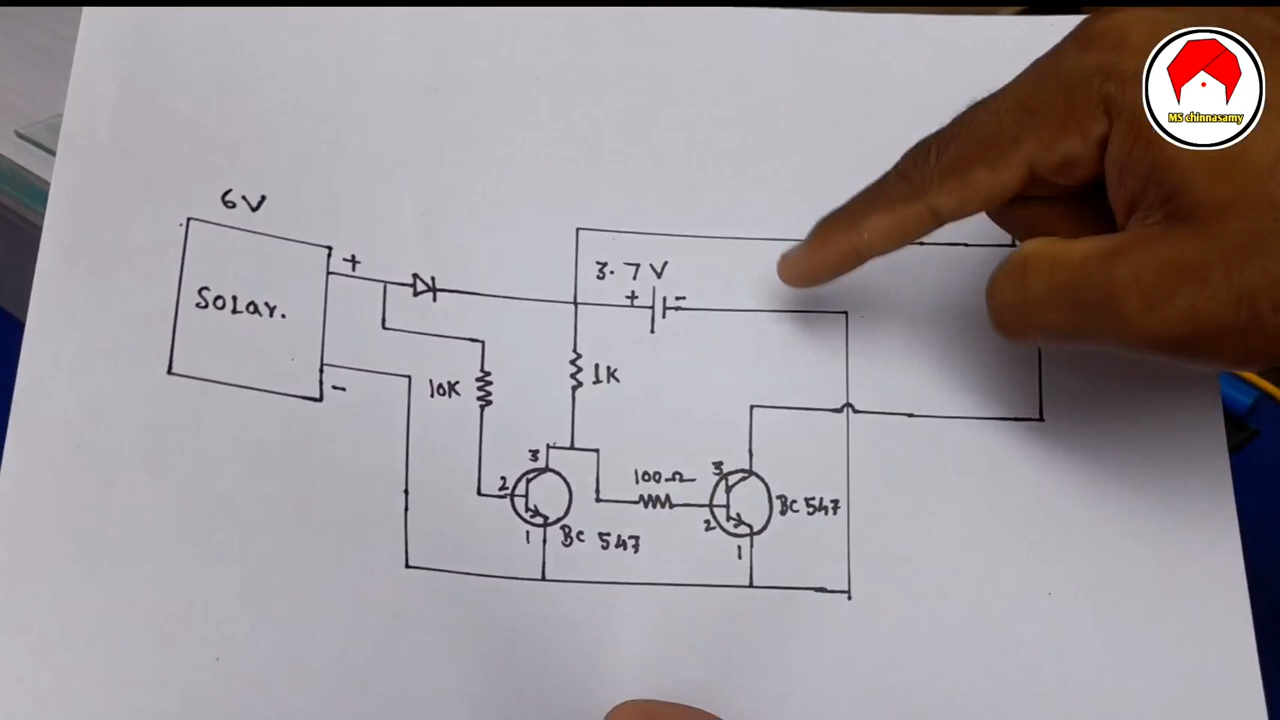 MS chinnasamy
6V
+
SOLar.
-
3.7V
+ -
10K
1K
3
2
1
BC 547
100Ω
3
2
1
BC 547